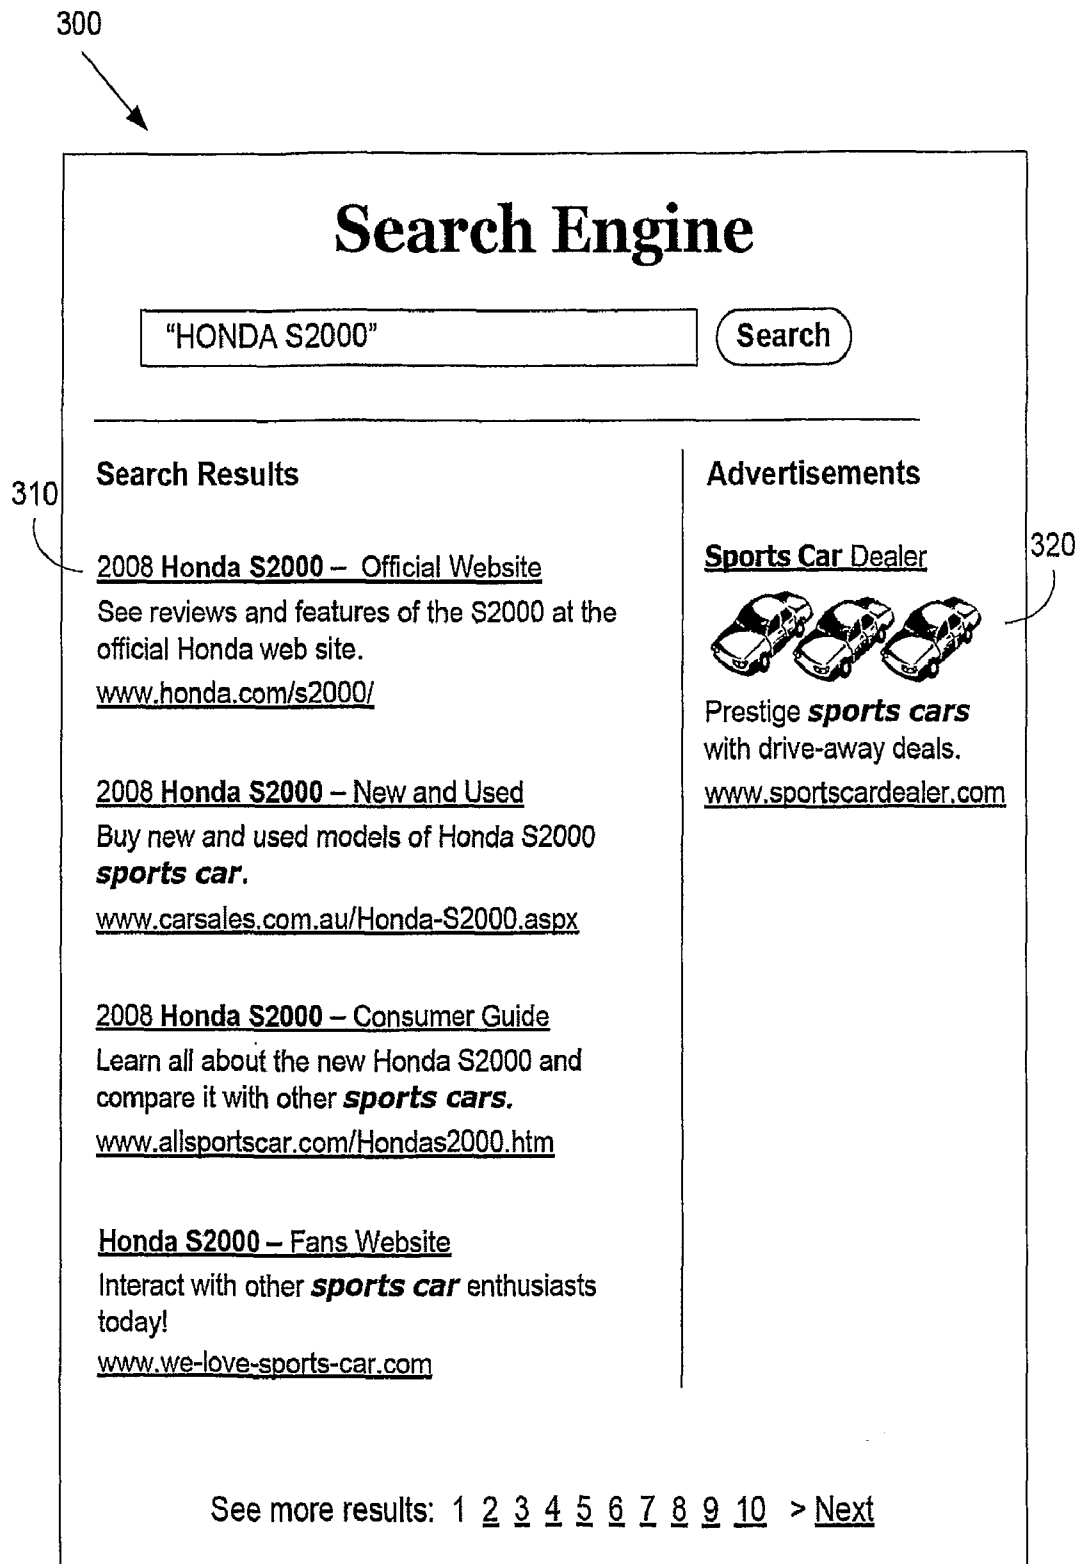 300
Search Engine
“HONDA S2000”
Search
Search Results
310
2008 Honda S2000 – Official Website
See reviews and features of the S2000 at the
official Honda web site.
www.honda.com/s2000/
2008 Honda S2000 – New and Used
Buy new and used models of Honda S2000
sports car.
www.carsales.com.au/Honda-S2000.aspx
2008 Honda S2000 – Consumer Guide
Learn all about the new Honda S2000 and
compare it with other sports cars.
www.allsportscar.com/Hondas2000.htm
Honda S2000 – Fans Website
Interact with other sports car enthusiasts
today!
www.we-love-sports-car.com
Advertisements
Sports Car Dealer
320
Prestige sports cars
with drive-away deals.
www.sportscardealer.com
See more results: 1 2 3 4 5 6 7 8 9 10 > Next